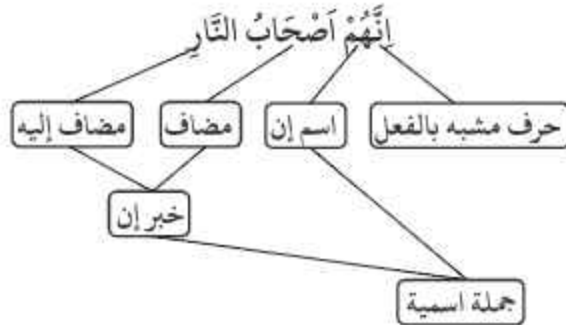 اِنَّهُمْ اَصْحَابُ النَّارِ
حرف مشبه بالفعل اسم إن مضاف مضاف إليه
خبر إن
جملة اسمية